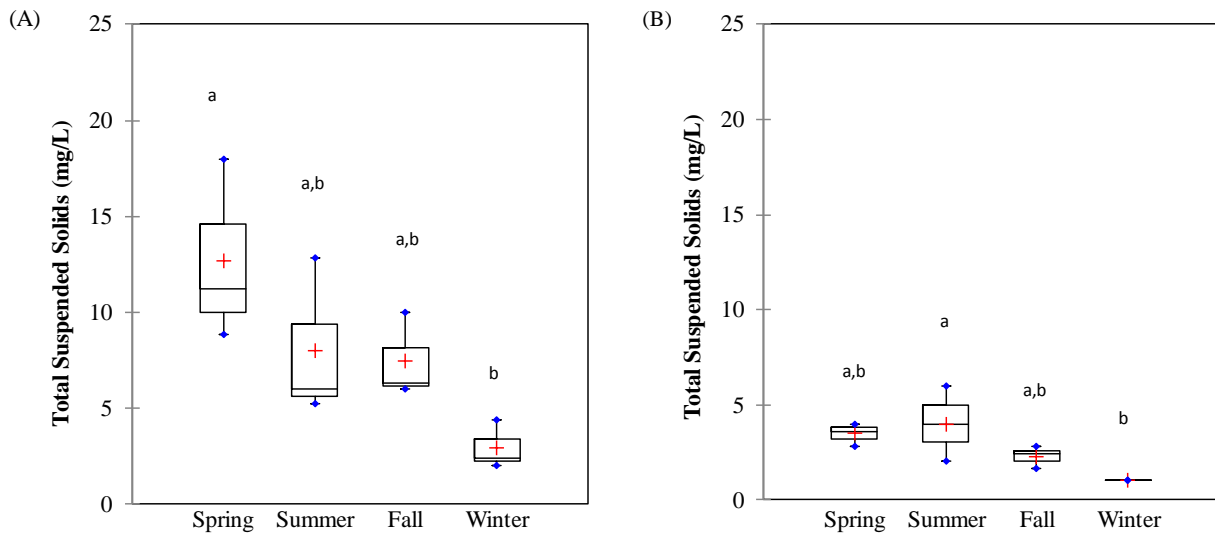 (A)
Total Suspended Solids (mg/L)
25
20
15
10
5
0
a
a,b
a,b
b
Spring Summer Fall Winter
(B)
Total Suspended Solids (mg/L)
25
20
15
10
5
0
a,b
a
a,b
b
Spring Summer Fall Winter